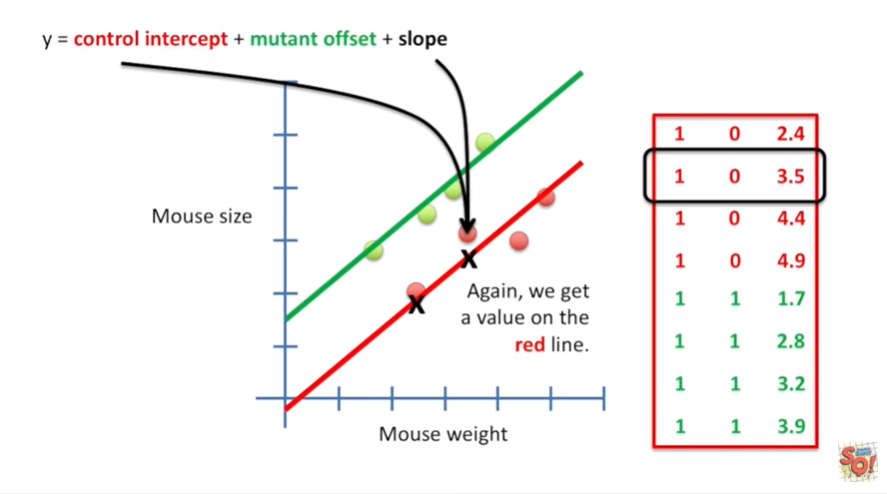 y = control intercept + mutant offset + slope
Mouse size
X
X
Again, we get
a value on the
red line.
Mouse weight
1 0 2.4
1 0 3.5
1 0 4.4
1 0 4.9
1 1 1.7
1 1 2.8
1 1 3.2
1 1 3.9
SQ!